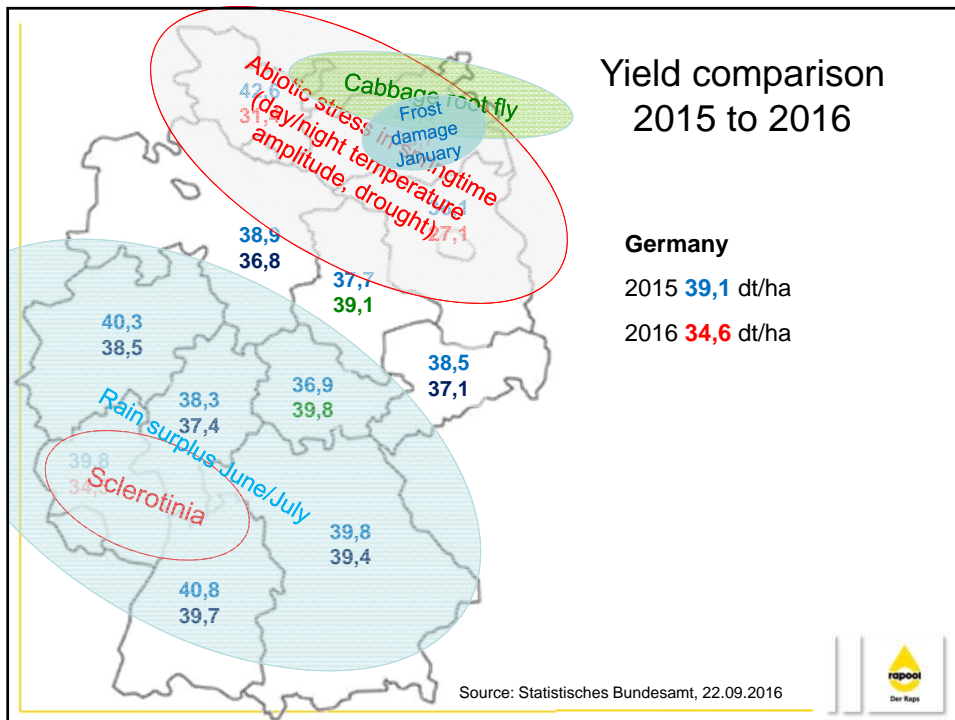 Yield comparison
2015 to 2016
Cabbage root fly
Abiotic stress in springtime
(day/night temperature
amplitude, drought)
Frost
damage
January
42,6
31,4
27,1
38,9
36,8
37,7
39,1
Germany
2015 39,1 dt/ha
2016 34,6 dt/ha
40,3
38,5
38,5
37,1
38,3
37,4
36,9
39,8
Rain surplus June/July
39,8
Sclerotinia
39,8
39,4
40,8
39,7
Source: Statistisches Bundesamt, 22.09.2016
rapool
Der Raps